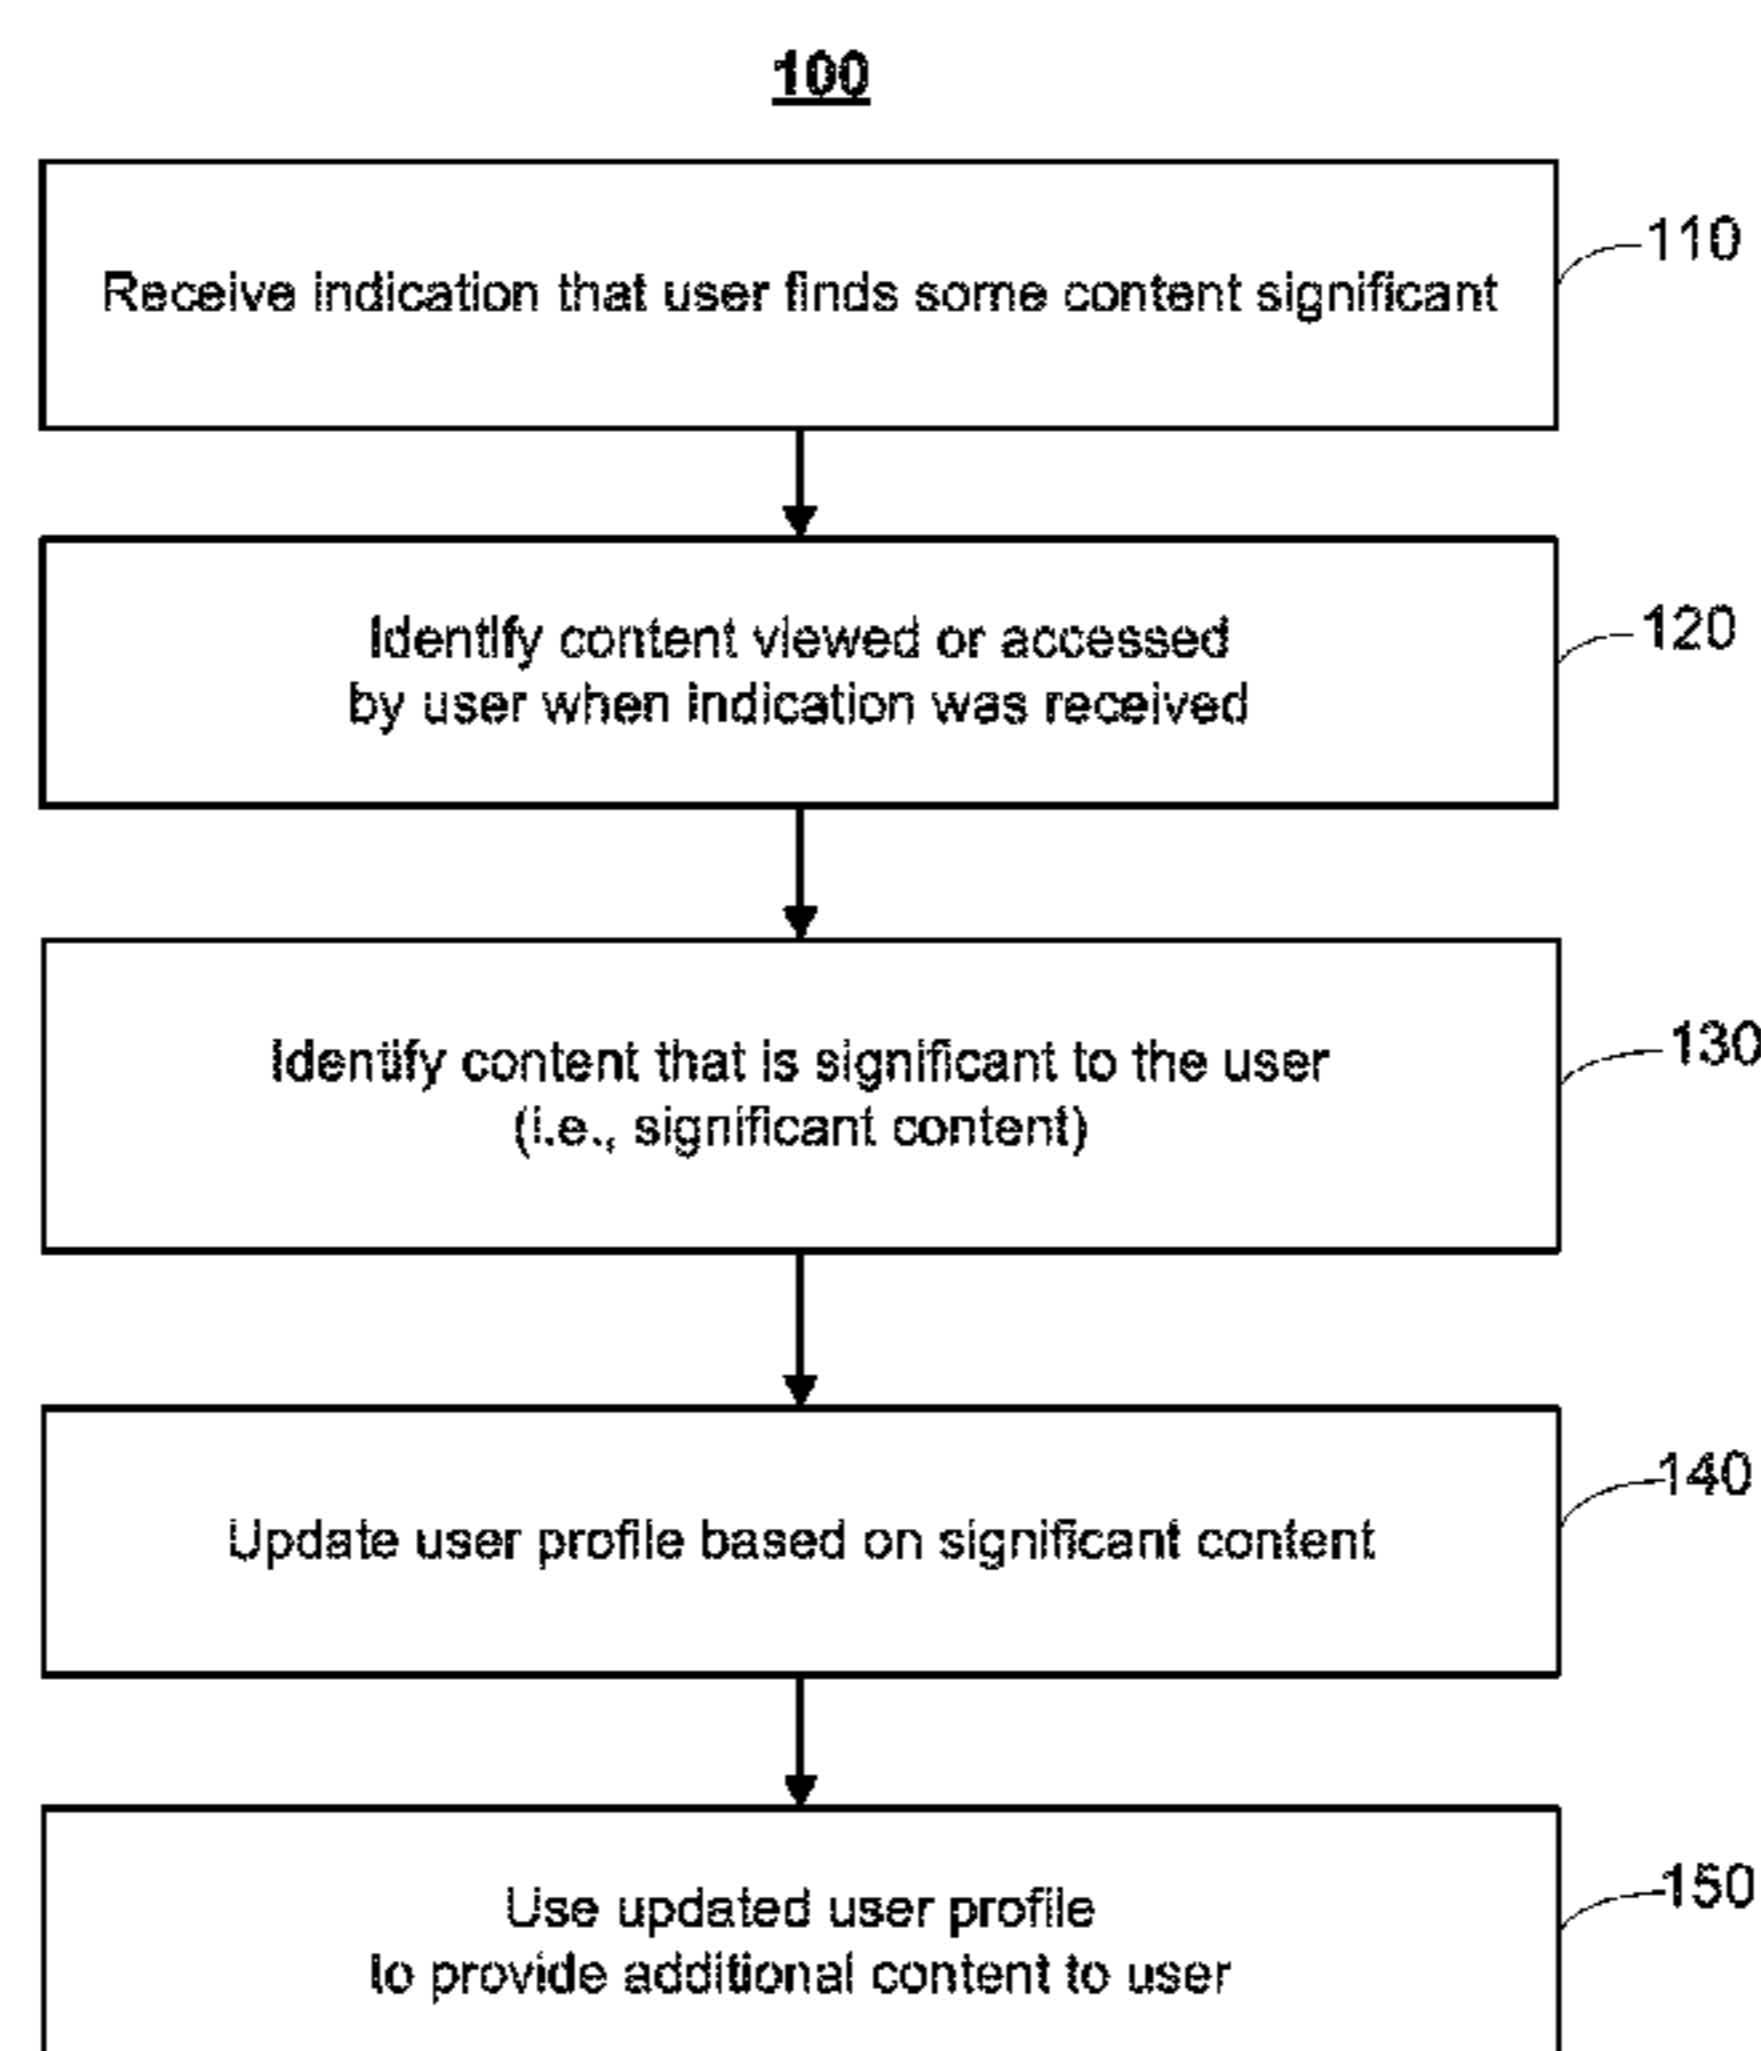 100
Receive indication that user finds some content significant
110
Identify content viewed or accessed
by user when indication was received
120
Identify content that is significant to the user
(i.e., significant content)
130
Update user profile based on significant content
140
Use updated user profile
to provide additional content to user
150